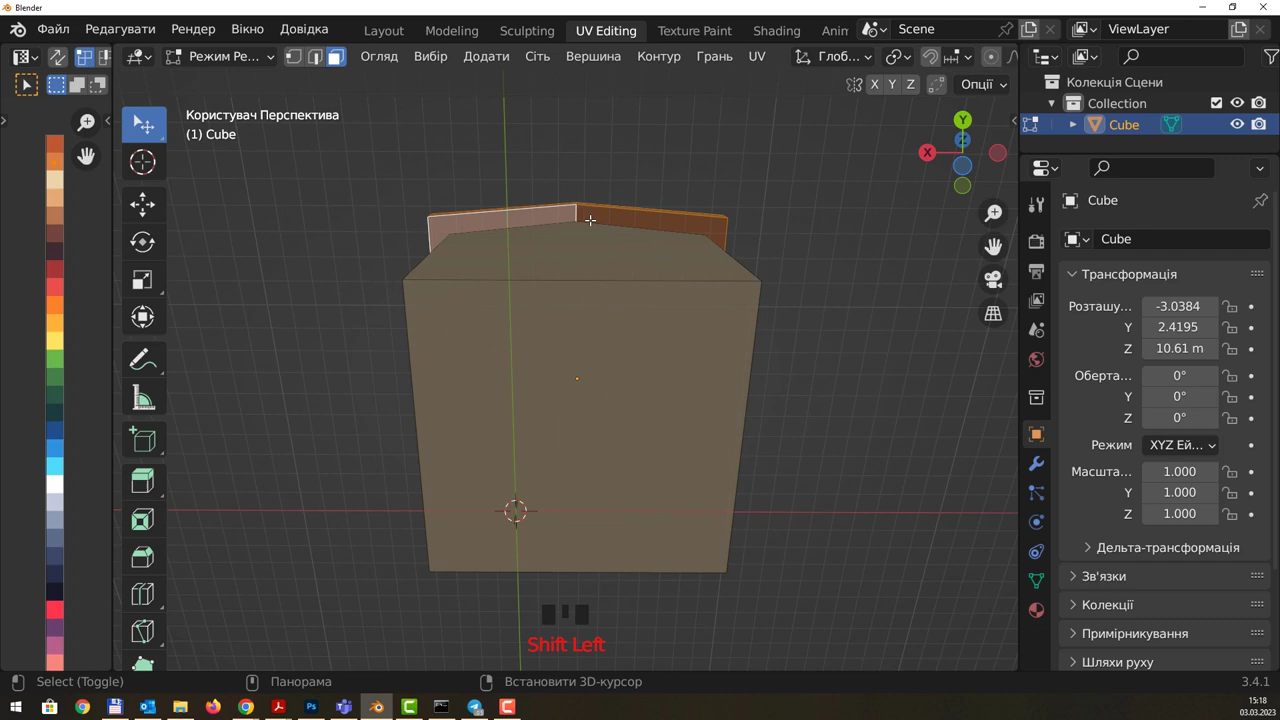 Blender
Файл Редагувати Рендер Вікно Довідка Layout Modeling Sculpting UV Editing Texture Paint Shading Anim Scene ViewLayer
Режим Ре... Огляд Вибір Додати Сіть Вершина Контур Грань UV Глоб...
X Y Z Опції
Користувач Перспектива
(1) Cube
Y
X
Z
Shift Left
Колекція Сцени
Collection
Cube
Cube
Cube
Трансформація
Розташу... -3.0384
Y 2.4195
Z 10.61 m
Оберта... 0°
Y 0°
Z 0°
Режим XYZ Ей...
Масшта... 1.000
Y 1.000
Z 1.000
Дельта-трансформація
Зв'язки
Колекції
Примірникування
Шляхи руху
Select (Toggle) Панорама Встановити 3D-курсор 3.4.1
15:18
03.03.2023